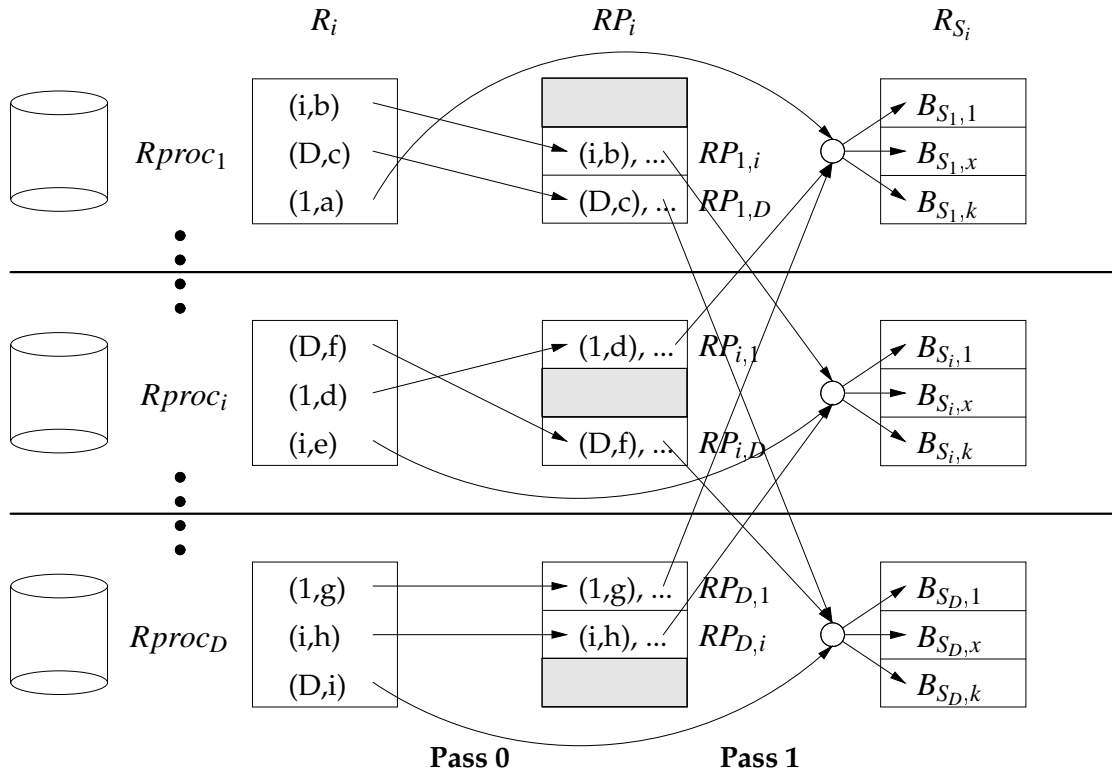 R_i RP_i R_{S_i}
(i,b) B_{S_1,1}
Rproc_1 (D,c) (i,b), ... RP_{1,i} B_{S_1,x}
(1,a) (D,c), ... RP_{1,D} B_{S_1,k}
(D,f) (1,d), ... RP_{i,1} B_{S_i,1}
Rproc_i (1,d) B_{S_i,x}
(i,e) (D,f), ... RP_{i,D} B_{S_i,k}
(1,g) (1,g), ... RP_{D,1} B_{S_D,1}
Rproc_D (i,h) (i,h), ... RP_{D,i} B_{S_D,x}
(D,i) B_{S_D,k}
Pass 0 Pass 1